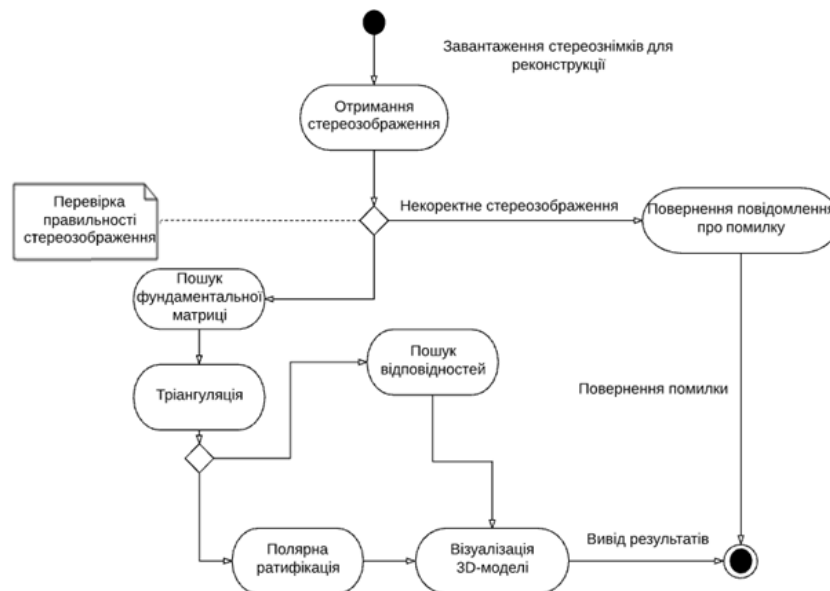 Завантаження стереознімків для
реконструкції
Отримання
стереозображення
Перевірка
правильності
стереозображення
Некоректне стереозображення
Повернення повідомлення
про помилку
Пошук
фундаментальної
матриці
Пошук
відповідностей
Тріангуляція
Повернення помилки
Полярна
ратифікація
Візуалізація
3D-моделі
Вивід результатів